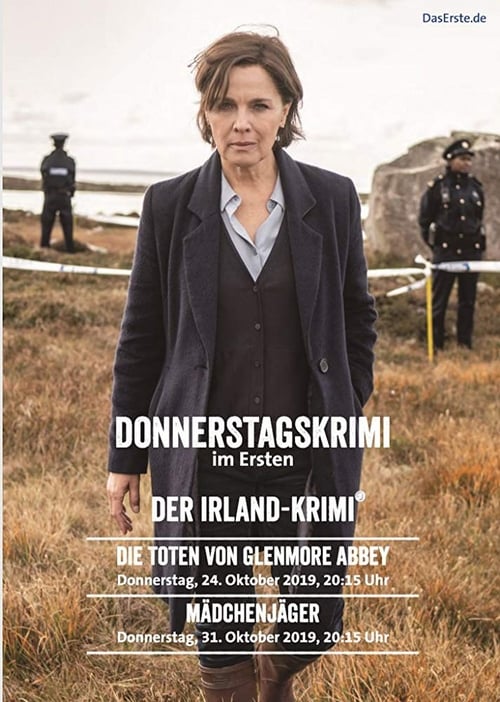 DasErste.de
DONNERSTAGSKRIMI
im Ersten
DER IRLAND-KRIMI
DIE TOTEN VON GLENMORE ABBEY
Donnerstag, 24. Oktober 2019, 20:15 Uhr
MÄDCHENJÄGER
Donnerstag, 31. Oktober 2019, 20:15 Uhr